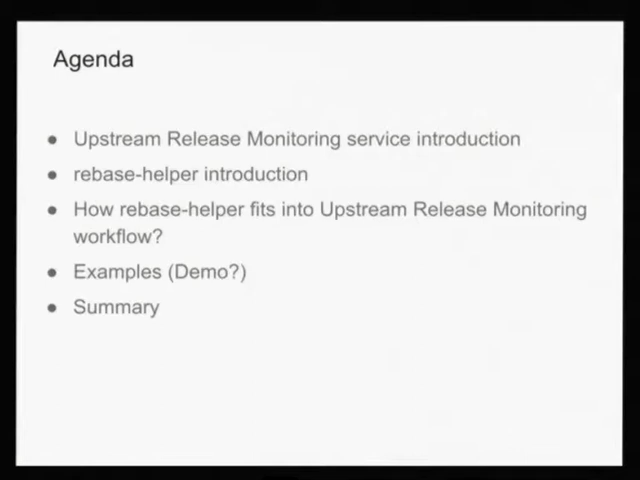 Agenda
● Upstream Release Monitoring service introduction
● rebase-helper introduction
● How rebase-helper fits into Upstream Release Monitoring
workflow?
● Examples (Demo?)
● Summary